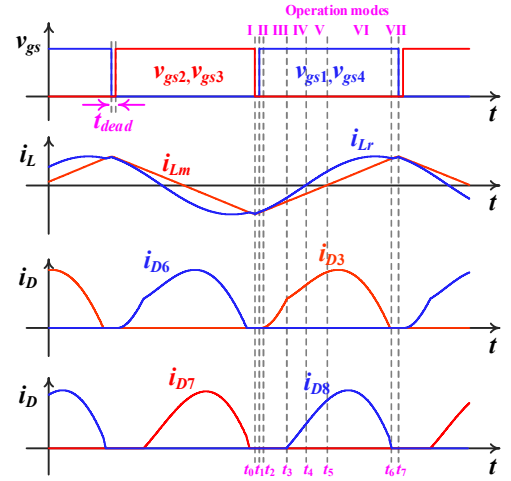 Operation modes
I II III IV V VI VII
vgs
vgs2,vgs3
vgs1,vgs4
tdead
t
iL
iLm
iLr
t
iD
iD6
iD3
t
iD
iD7
iD8
t
t0 t1 t2 t3 t4 t5 t6 t7